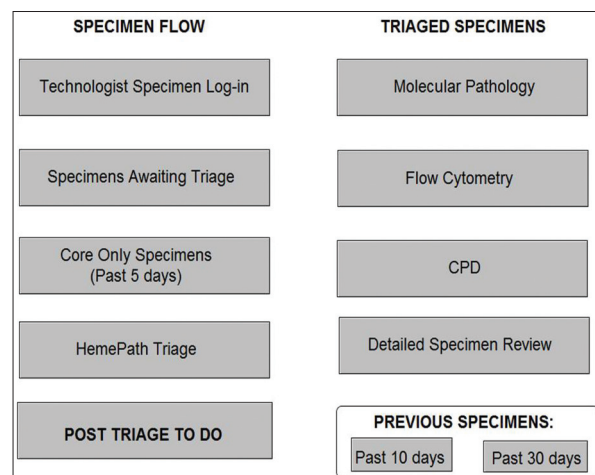 SPECIMEN FLOW
Technologist Specimen Log-in
Specimens Awaiting Triage
Core Only Specimens
(Past 5 days)
HemePath Triage
POST TRIAGE TO DO
TRIAGED SPECIMENS
Molecular Pathology
Flow Cytometry
CPD
Detailed Specimen Review
PREVIOUS SPECIMENS:
Past 10 days
Past 30 days